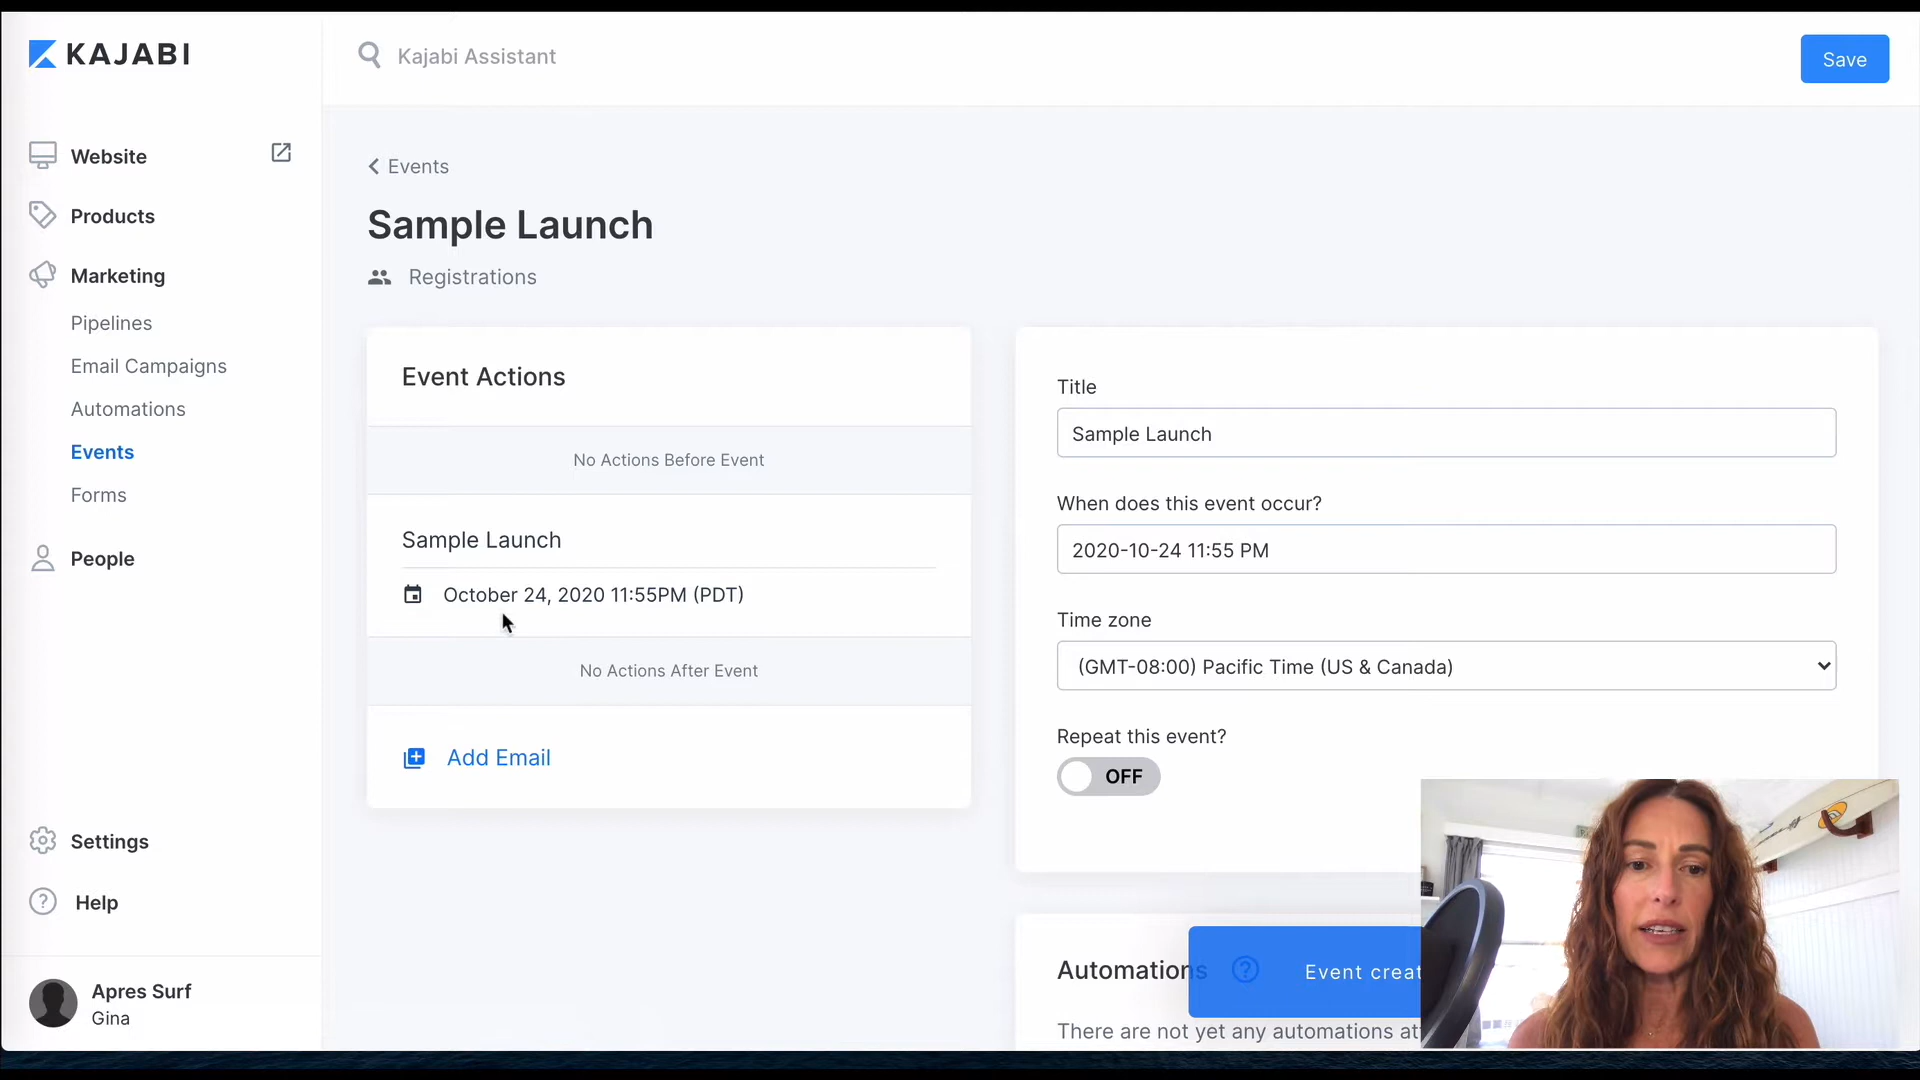 KAJABI
Kajabi Assistant
Save
Website
Products
Marketing
Pipelines
Email Campaigns
Automations
Events
Forms
People
Settings
Help
Apres Surf
Gina
Events
Sample Launch
Registrations
Event Actions
No Actions Before Event
Sample Launch
October 24, 2020 11:55PM (PDT)
No Actions After Event
Add Email
Title
Sample Launch
When does this event occur?
2020-10-24 11:55 PM
Time zone
(GMT-08:00) Pacific Time (US & Canada)
Repeat this event?
OFF
Automations
Event creat
There are not yet any automations at